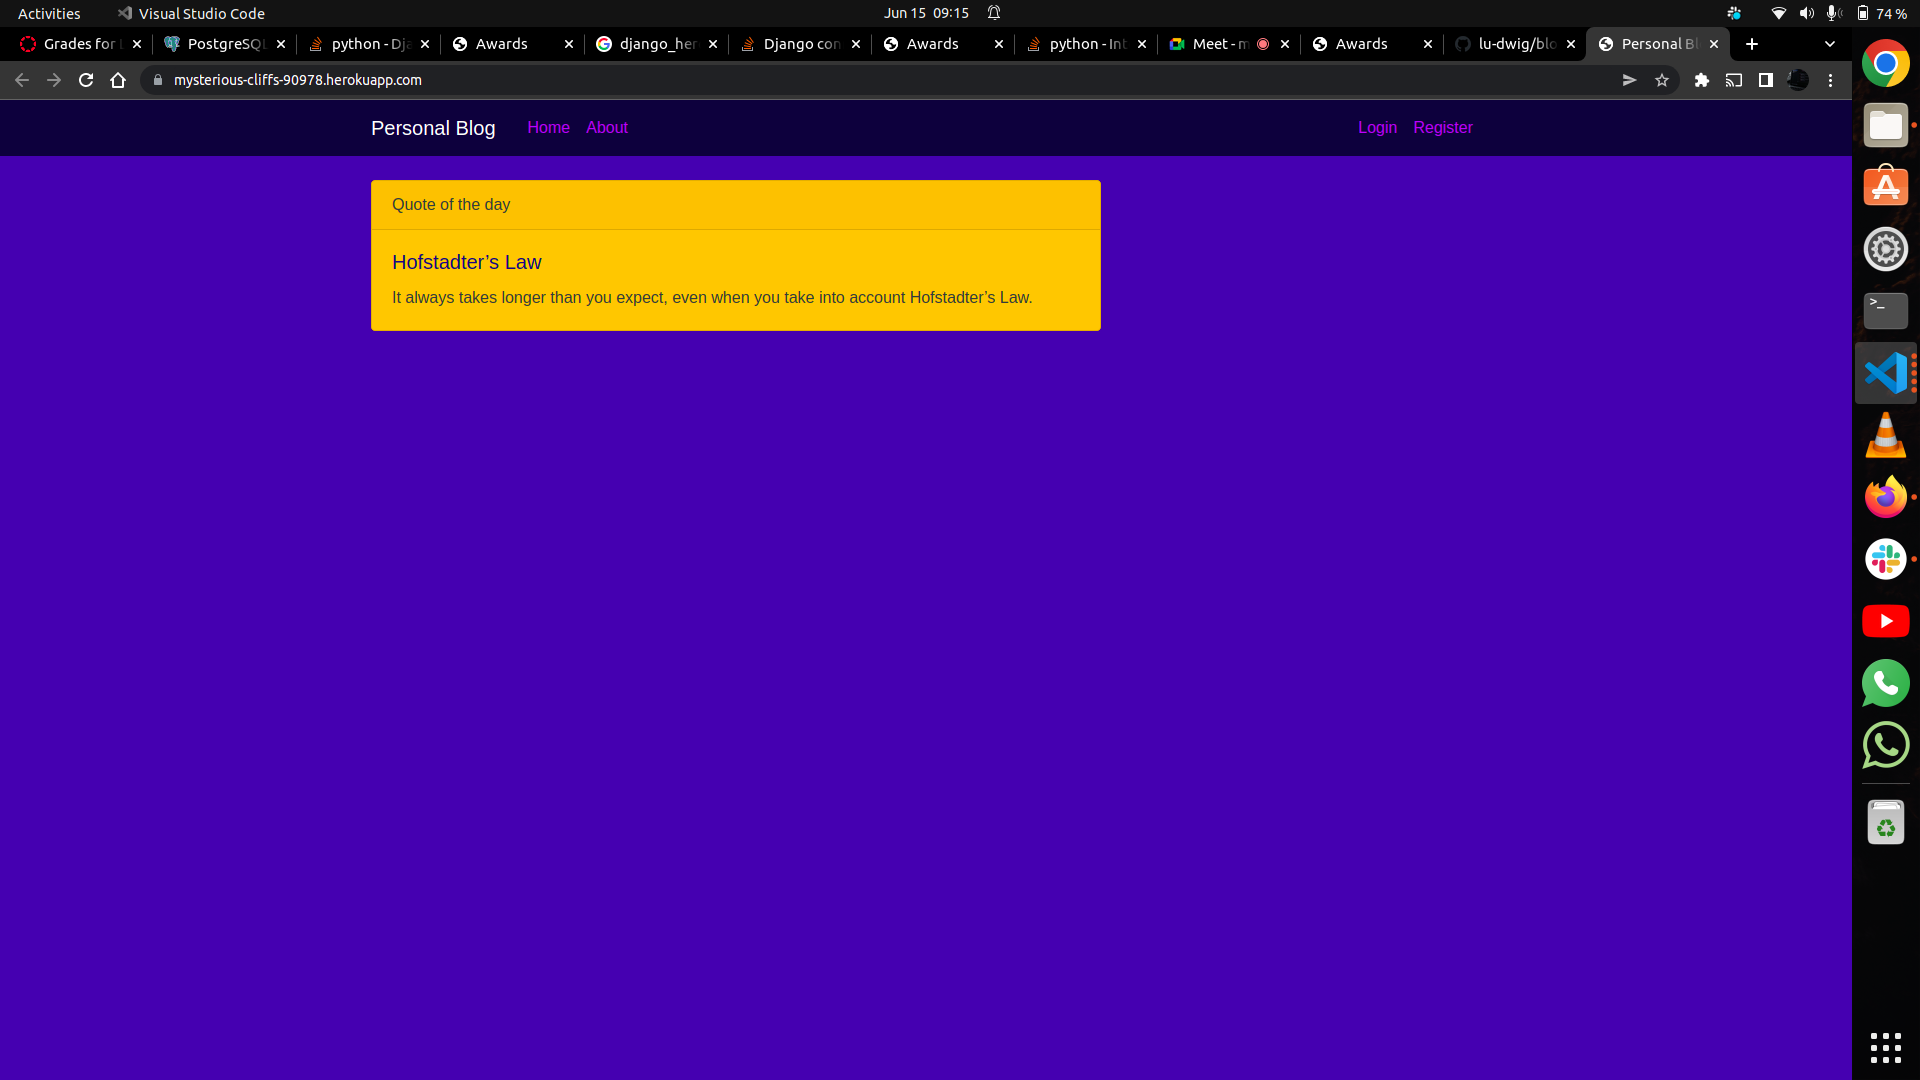 Activities Visual Studio Code Jun 15 09:15 74 %
Grades for PostgreSQL python - Dja Awards django_her Django con Awards python - Int Meet - m Awards lu-dwig/blo Personal Bl
mysterious-cliffs-90978.herokuapp.com
Personal Blog Home About Login Register
Quote of the day
Hofstadter’s Law
It always takes longer than you expect, even when you take into account Hofstadter’s Law.